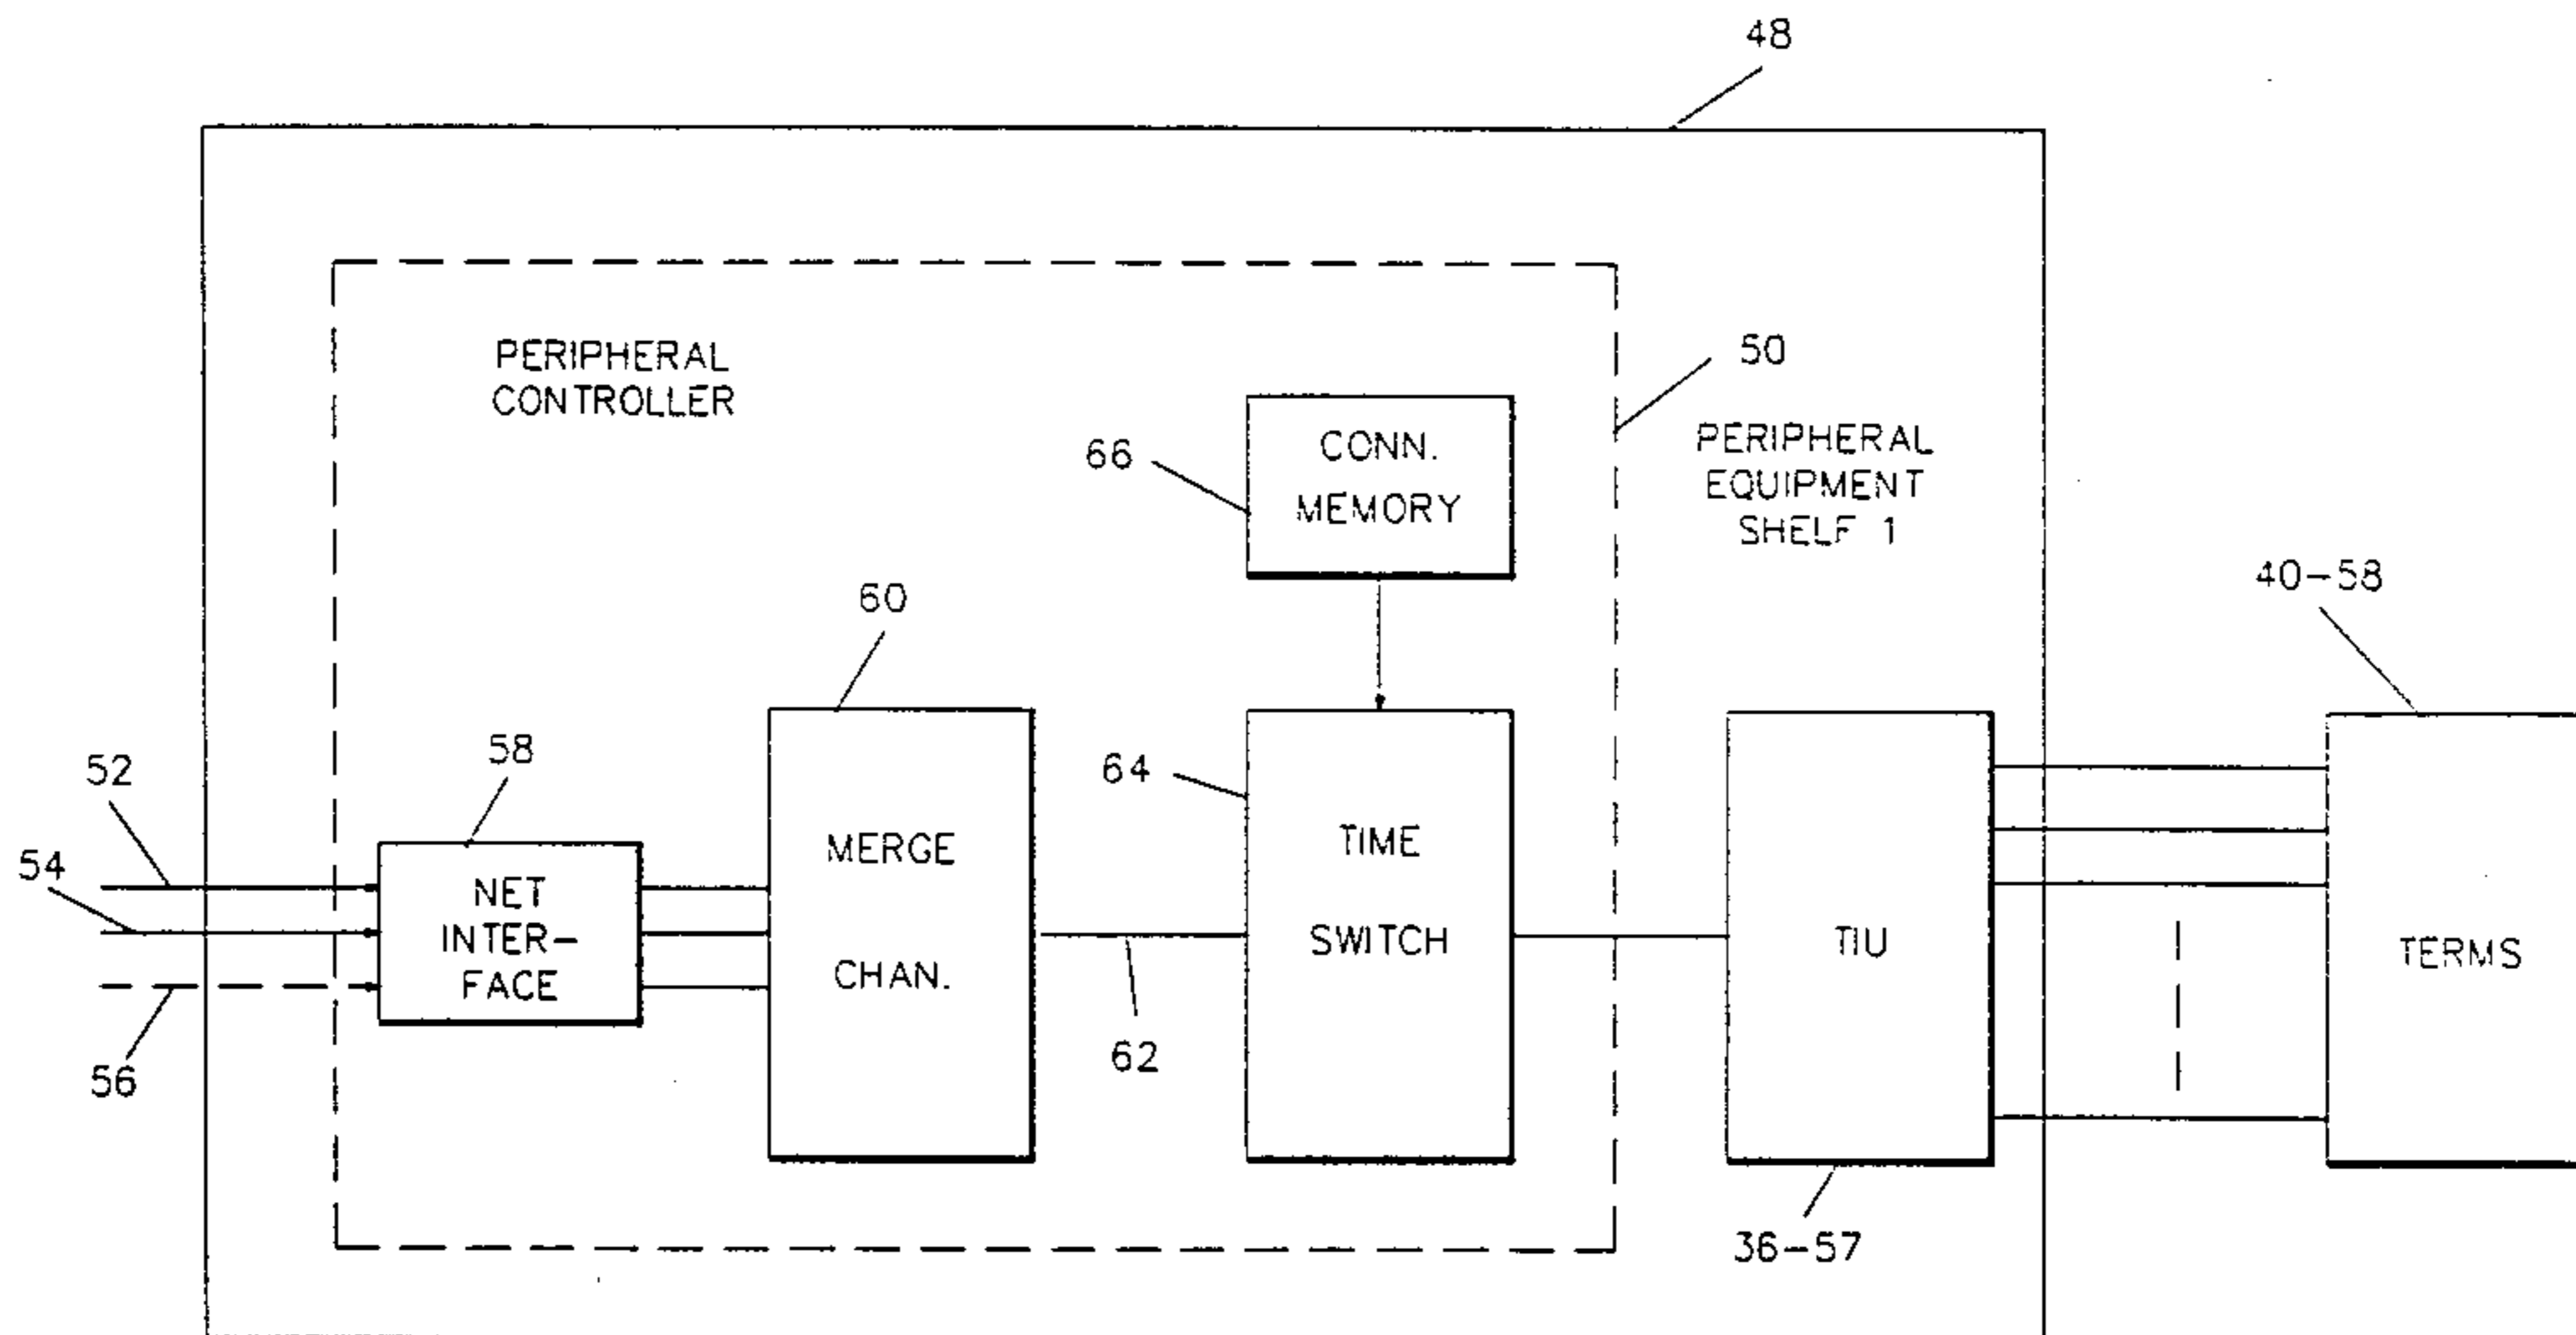 48
PERIPHERAL
CONTROLLER
50
PERIPHERAL
EQUIPMENT
SHELF 1
CONN.
MEMORY
66
40-58
60
58
52
54
56
NET
INTER-
FACE
MERGE
CHAN.
62
64
TIME
SWITCH
TIU
36-57
TERMS